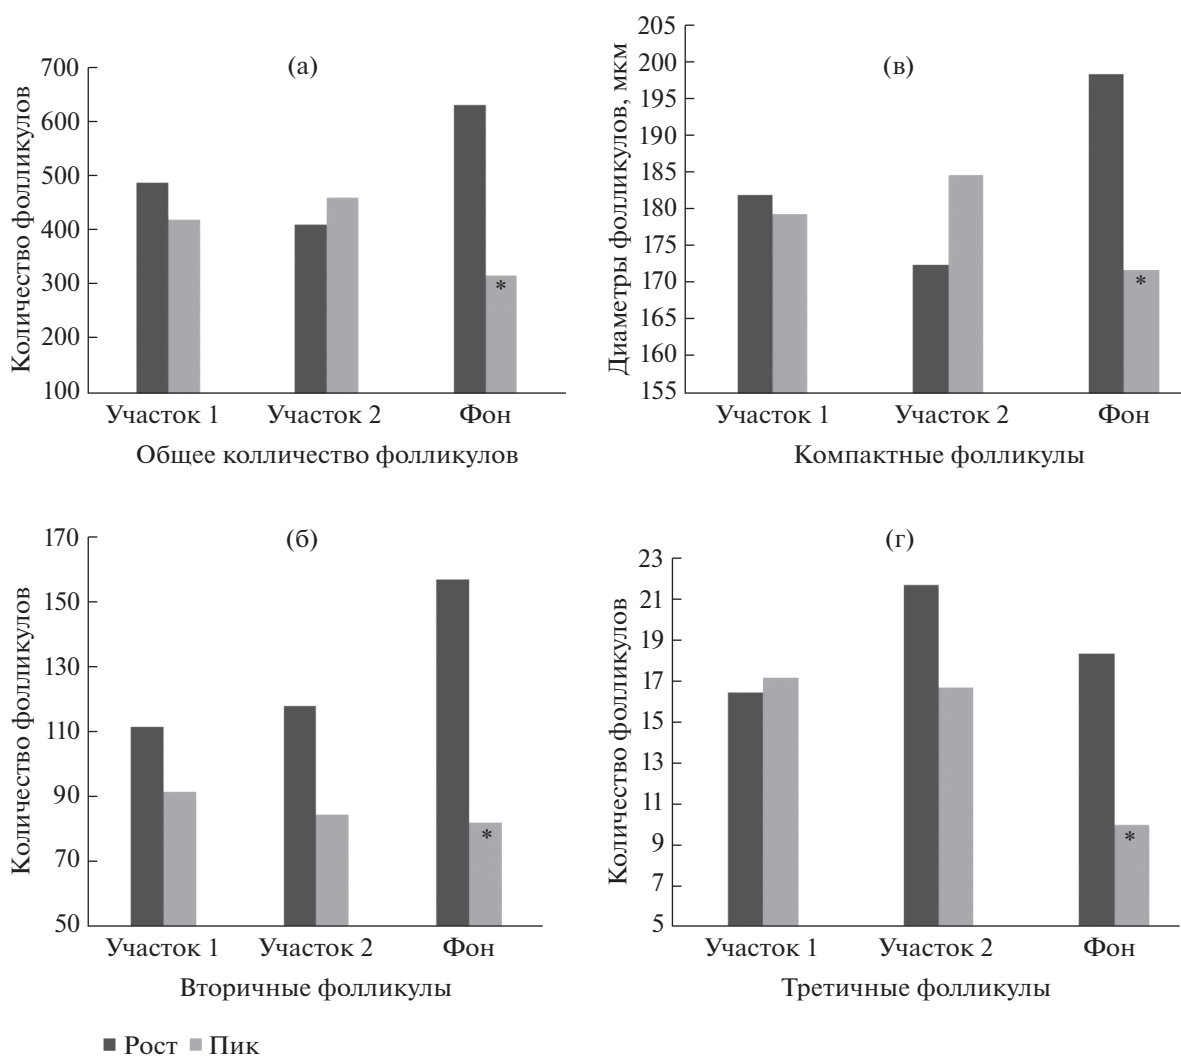 (а)
Количество фолликулов
700
600
500
400
300
200
100
*
Участок 1 Участок 2 Фон
Общее колличество фолликулов
(в)
Диаметры фолликулов, мкм
205
200
195
190
185
180
175
170
165
160
155
*
Участок 1 Участок 2 Фон
Компактные фолликулы
(б)
Количество фолликулов
170
150
130
110
90
70
50
*
Участок 1 Участок 2 Фон
Вторичные фолликулы
(г)
Количество фолликулов
23
21
19
17
15
13
11
9
7
5
*
Участок 1 Участок 2 Фон
Третичные фолликулы
Рост Пик